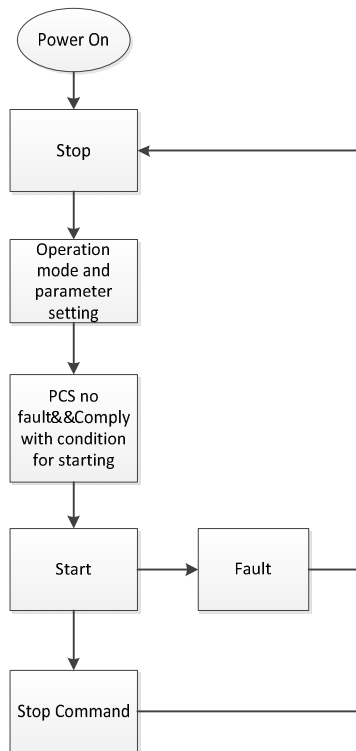 Power On
Stop
Operation
mode and
parameter
setting
PCS no
fault&&Comply
with condition
for starting
Start
Fault
Stop Command